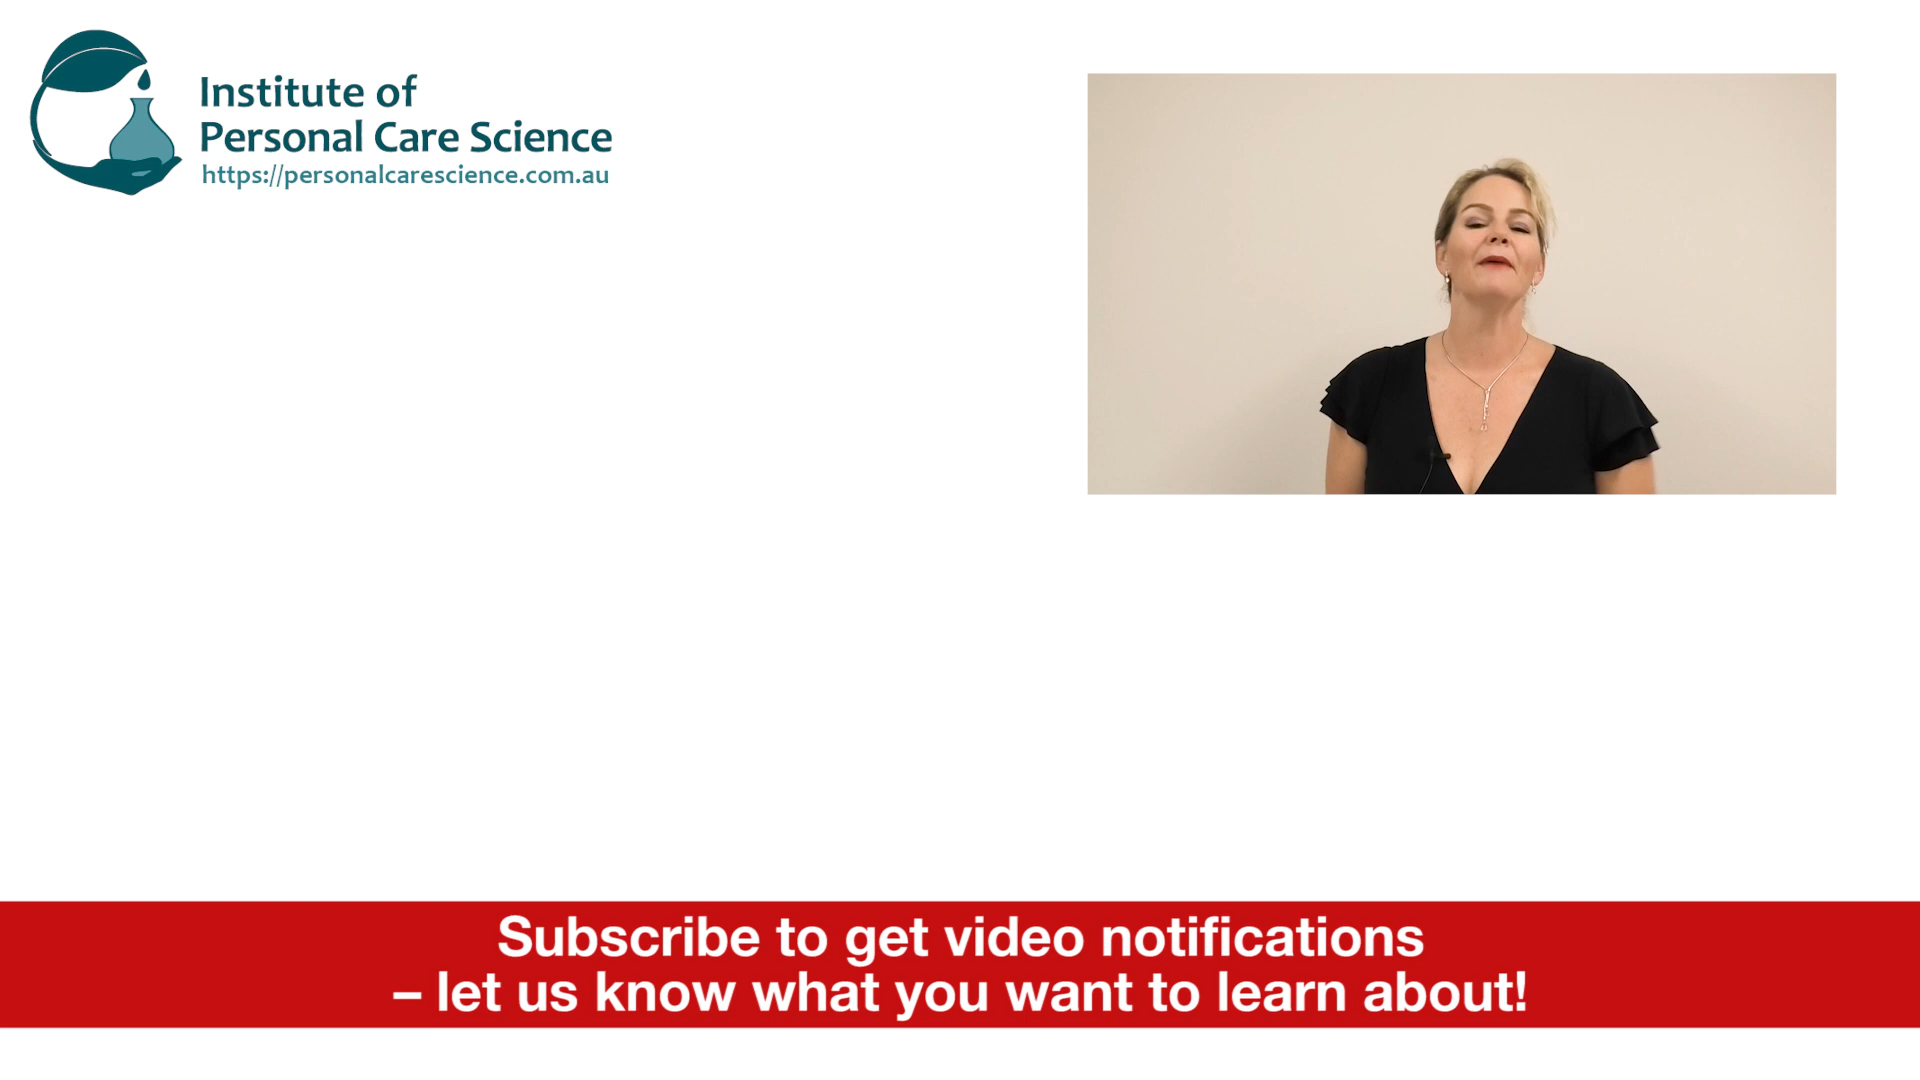 Institute of
Personal Care Science
https://personalcarescience.com.au
Subscribe to get video notifications
– let us know what you want to learn about!